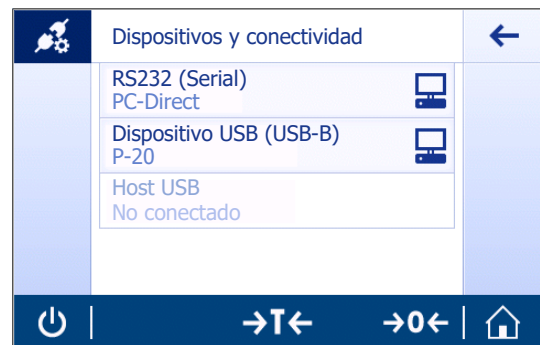 Dispositivos y conectividad
RS232 (Serial)
PC-Direct
Dispositivo USB (USB-B)
P-20
Host USB
No conectado
→T← →0←